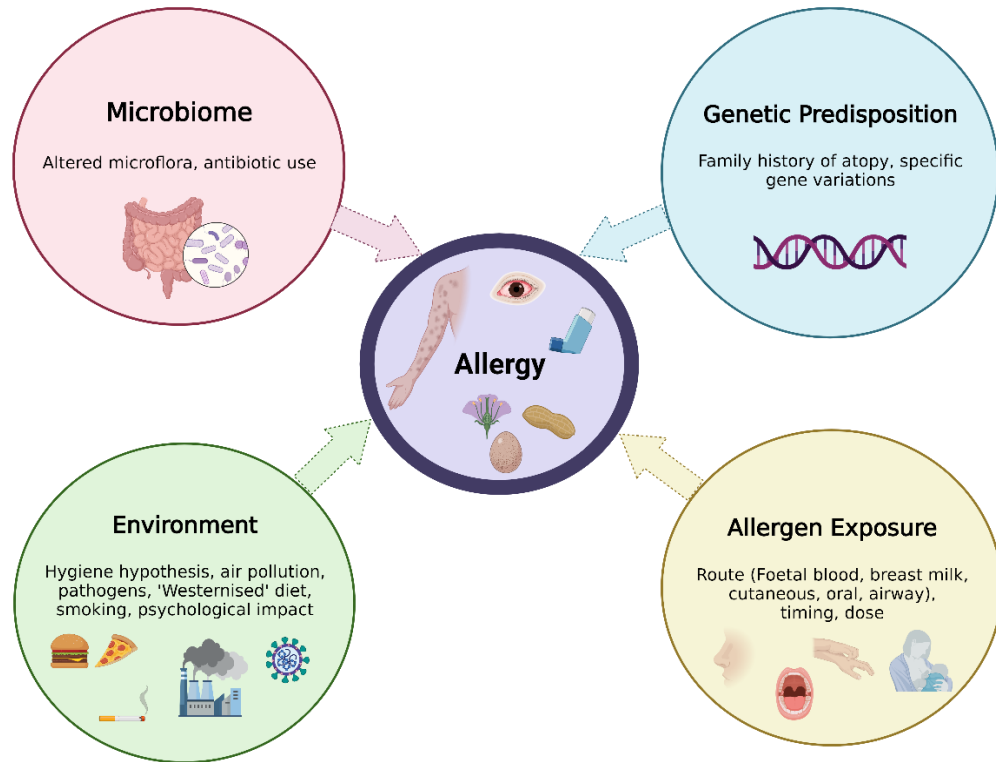 Microbiome
Altered microflora, antibiotic use
Genetic Predisposition
Family history of atopy, specific
gene variations
Allergy
Environment
Hygiene hypothesis, air pollution,
pathogens, 'Westernised' diet,
smoking, psychological impact
Allergen Exposure
Route (Foetal blood, breast milk,
cutaneous, oral, airway),
timing, dose